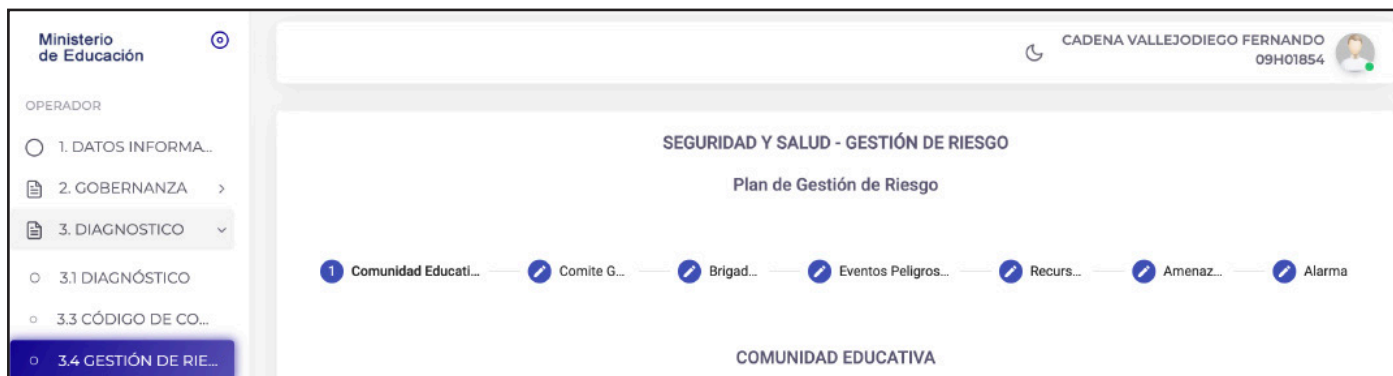 Ministerio
de Educación
CADENA VALLEJODIEGO FERNANDO
09H01854
OPERADOR
1. DATOS INFORMA...
2. GOBERNANZA
3. DIAGNOSTICO
3.1 DIAGNÓSTICO
3.3 CÓDIGO DE CO...
3.4 GESTIÓN DE RIE...
SEGURIDAD Y SALUD - GESTIÓN DE RIESGO
Plan de Gestión de Riesgo
1 Comunidad Educati... Comite G... Brigad... Eventos Peligros... Recurs... Amenaz... Alarma
COMUNIDAD EDUCATIVA